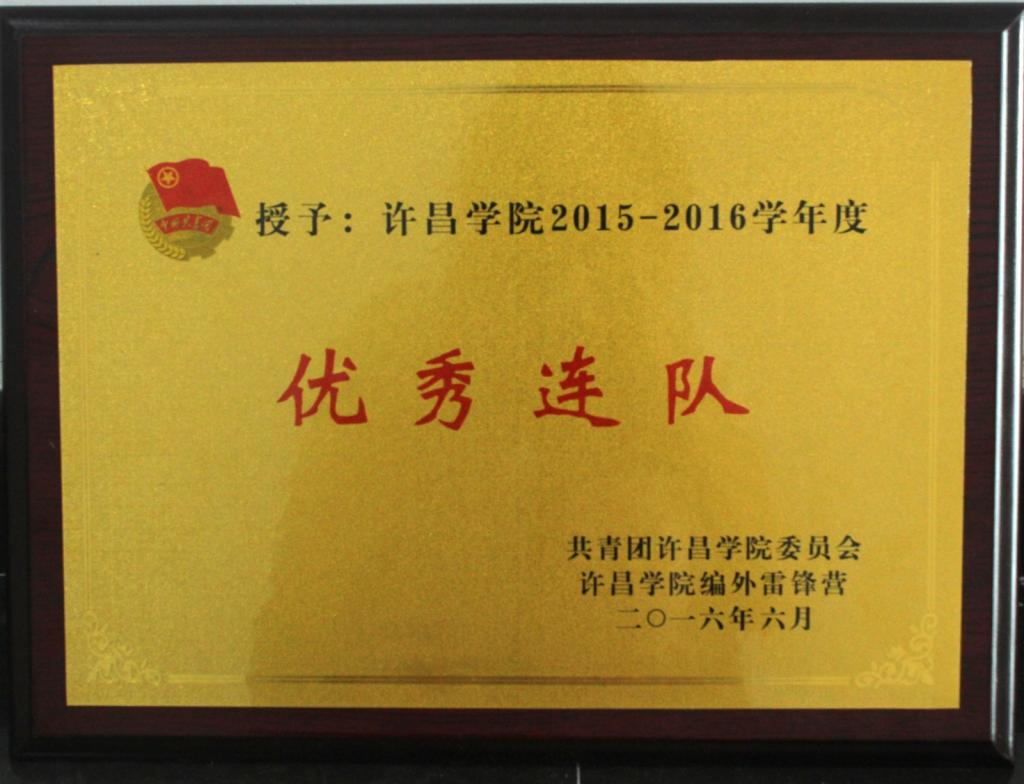 授予：许昌学院2015-2016学年度
优秀连队
共青团许昌学院委员会
许昌学院编外雷锋营
二〇一六年六月